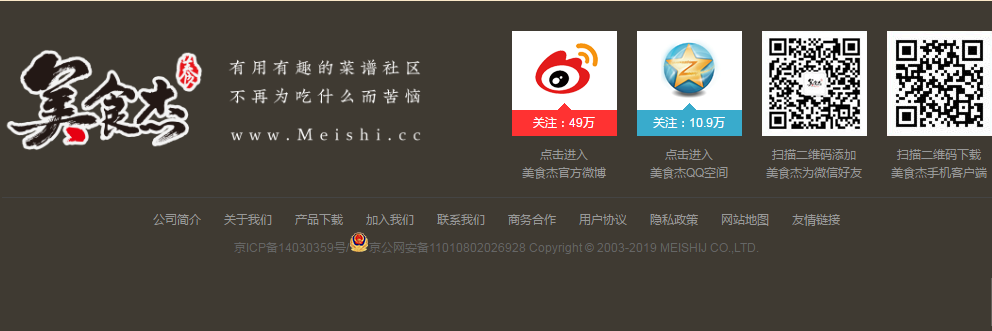 美食杰
有用有趣的菜谱社区
不再为吃什么而苦恼
www.Meishi.cc
关注：49万
点击进入
美食杰官方微博
关注：10.9万
点击进入
美食杰QQ空间
扫描二维码添加
美食杰为微信好友
扫描二维码下载
美食杰手机客户端
公司简介 关于我们 产品下载 加入我们 联系我们 商务合作 用户协议 隐私政策 网站地图 友情链接
京ICP备14030359号/京公网安备11010802026928 Copyright © 2003-2019 MEISHIJ CO.,LTD.